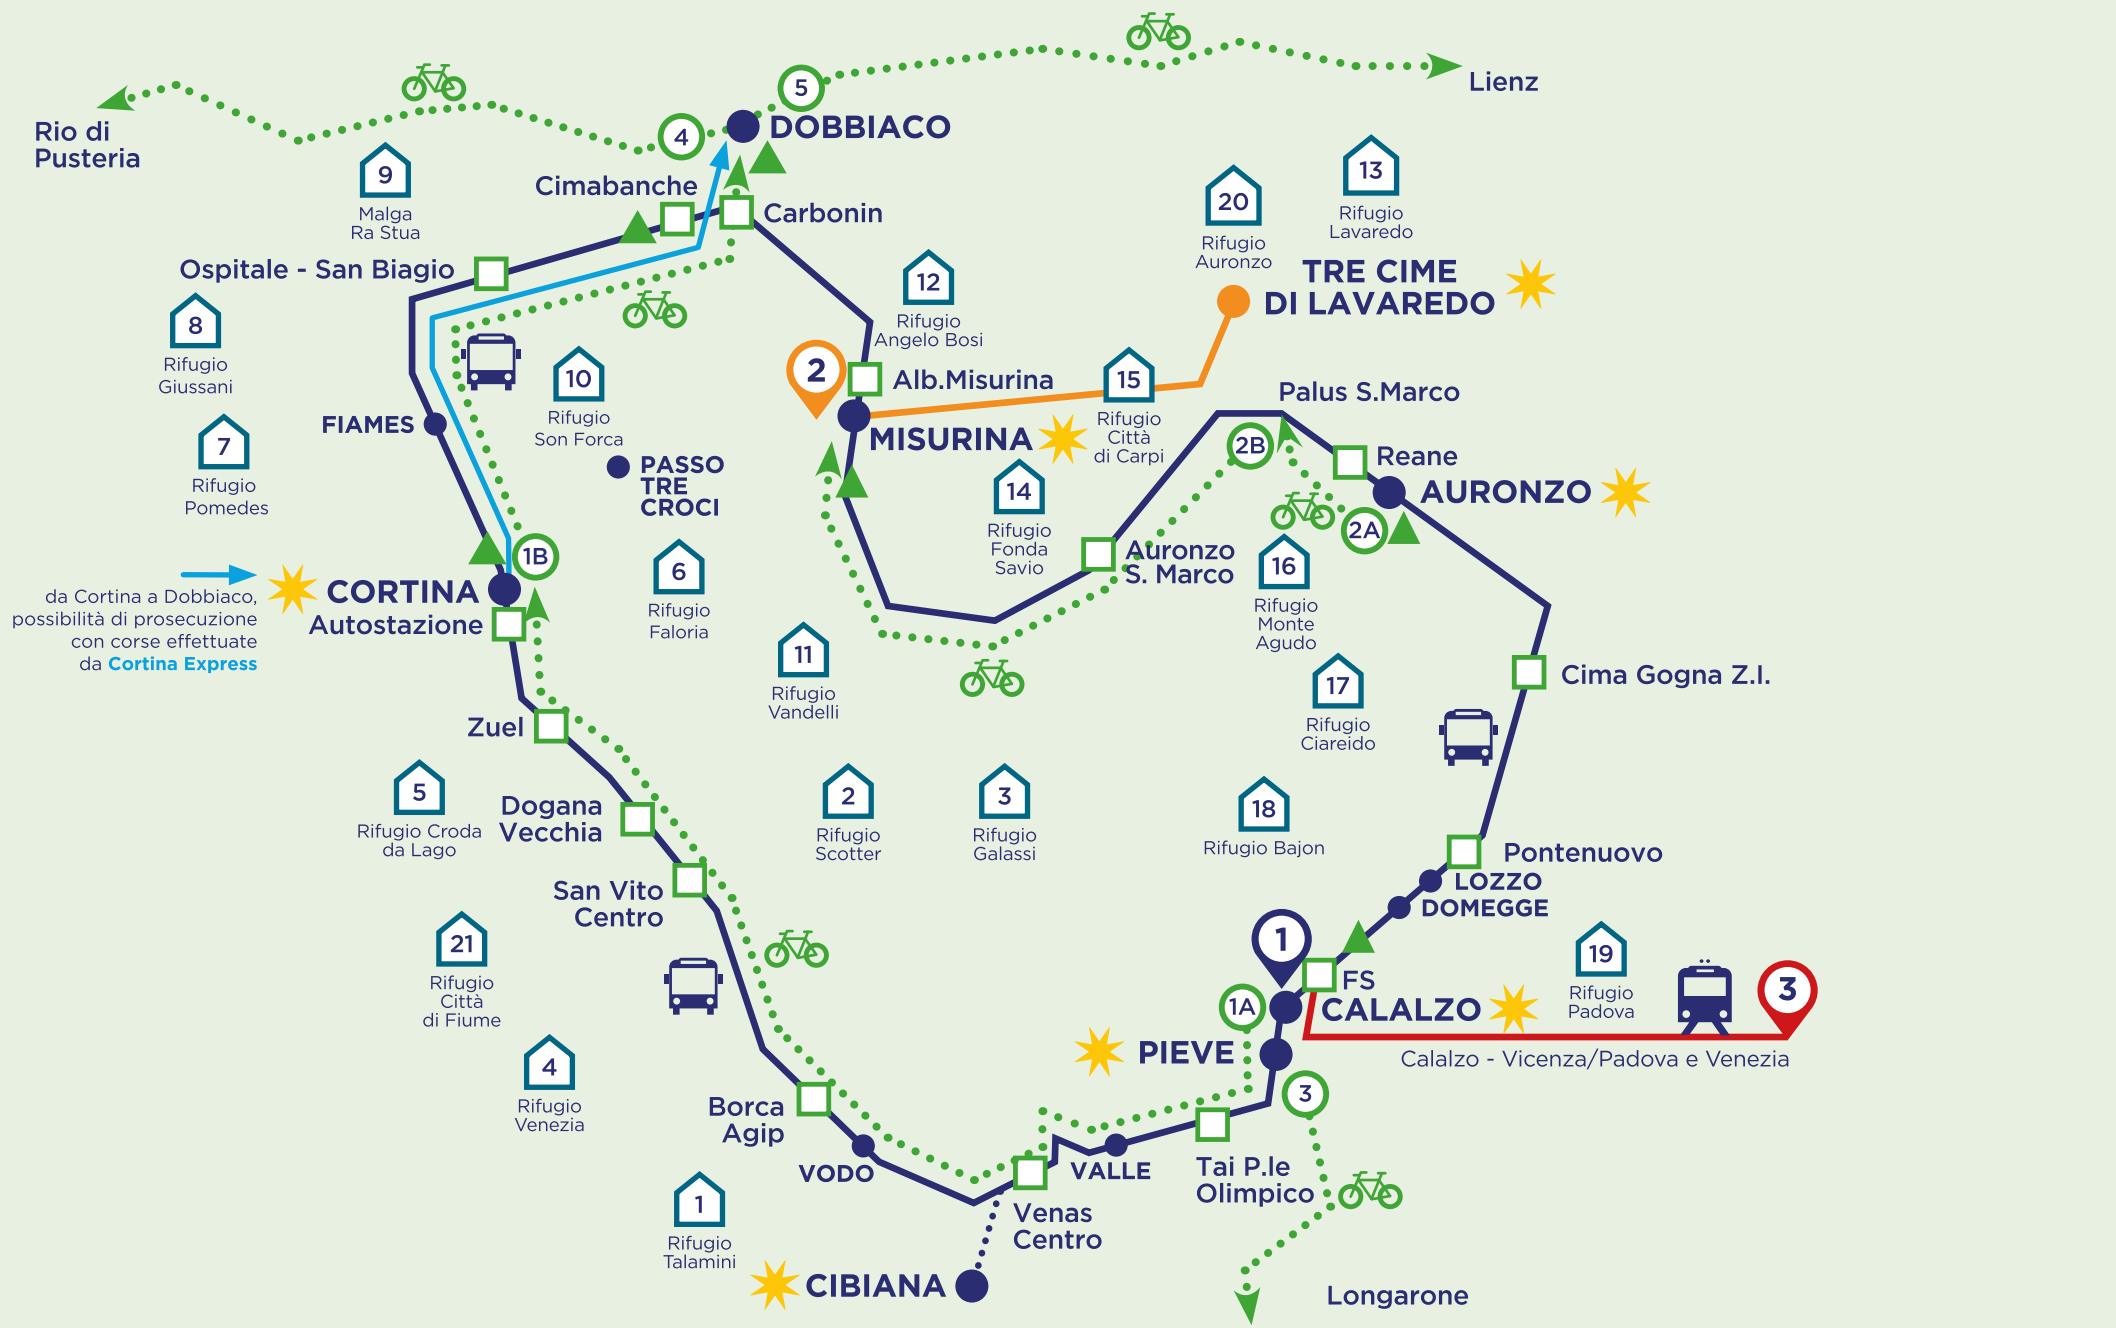 Lienz
5
DOBBIACO
4
Rio di
Pusteria
9
Malga
Ra Stua
Cimabanche
Carbonin
20
Rifugio
Auronzo
13
Rifugio
Lavaredo
TRE CIME
DI LAVAREDO
Ospitale - San Biagio
12
Rifugio
Angelo Bosi
8
Rifugio
Giussani
10
Rifugio
Son Forca
2
Alb.Misurina
15
Rifugio
Città
di Carpi
Palus S.Marco
FIAMES
7
Rifugio
Pomedes
MISURINA
2B
Reane
AURONZO
PASSO
TRE
CROCI
14
Rifugio
Fonda
Savio
2A
1B
Auronzo
S. Marco
16
Rifugio
Monte
Agudo
da Cortina a Dobbiaco,
possibilità di prosecuzione
con corse effettuate
da Cortina Express
CORTINA
Autostazione
6
Rifugio
Faloria
11
Rifugio
Vandelli
17
Rifugio
Ciareido
Cima Gogna Z.I.
Zuel
5
Rifugio Croda
da Lago
Dogana
Vecchia
2
Rifugio
Scotter
3
Rifugio
Galassi
18
Rifugio Bajon
Pontenuovo
LOZZO
DOMEGGE
San Vito
Centro
21
Rifugio
Città
di Fiume
1
FS
CALALZO
19
Rifugio
Padova
3
1A
PIEVE
Calalzo - Vicenza/Padova e Venezia
4
Rifugio
Venezia
Borca
Agip
3
VODO
VALLE
Tai P.le
Olimpico
1
Rifugio
Talamini
Venas
Centro
CIBIANA
Longarone